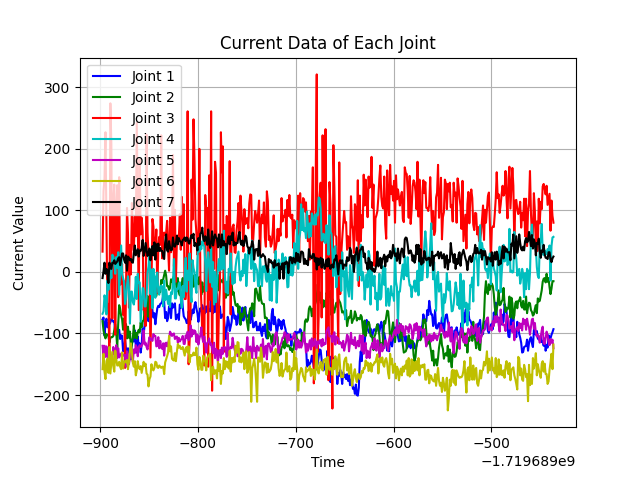 Current Data of Each Joint
Current Value
300
200
100
0
−100
−200
Joint 1
Joint 2
Joint 3
Joint 4
Joint 5
Joint 6
Joint 7
−900
−800
−700
−600
−500
Time
−1.719689e9